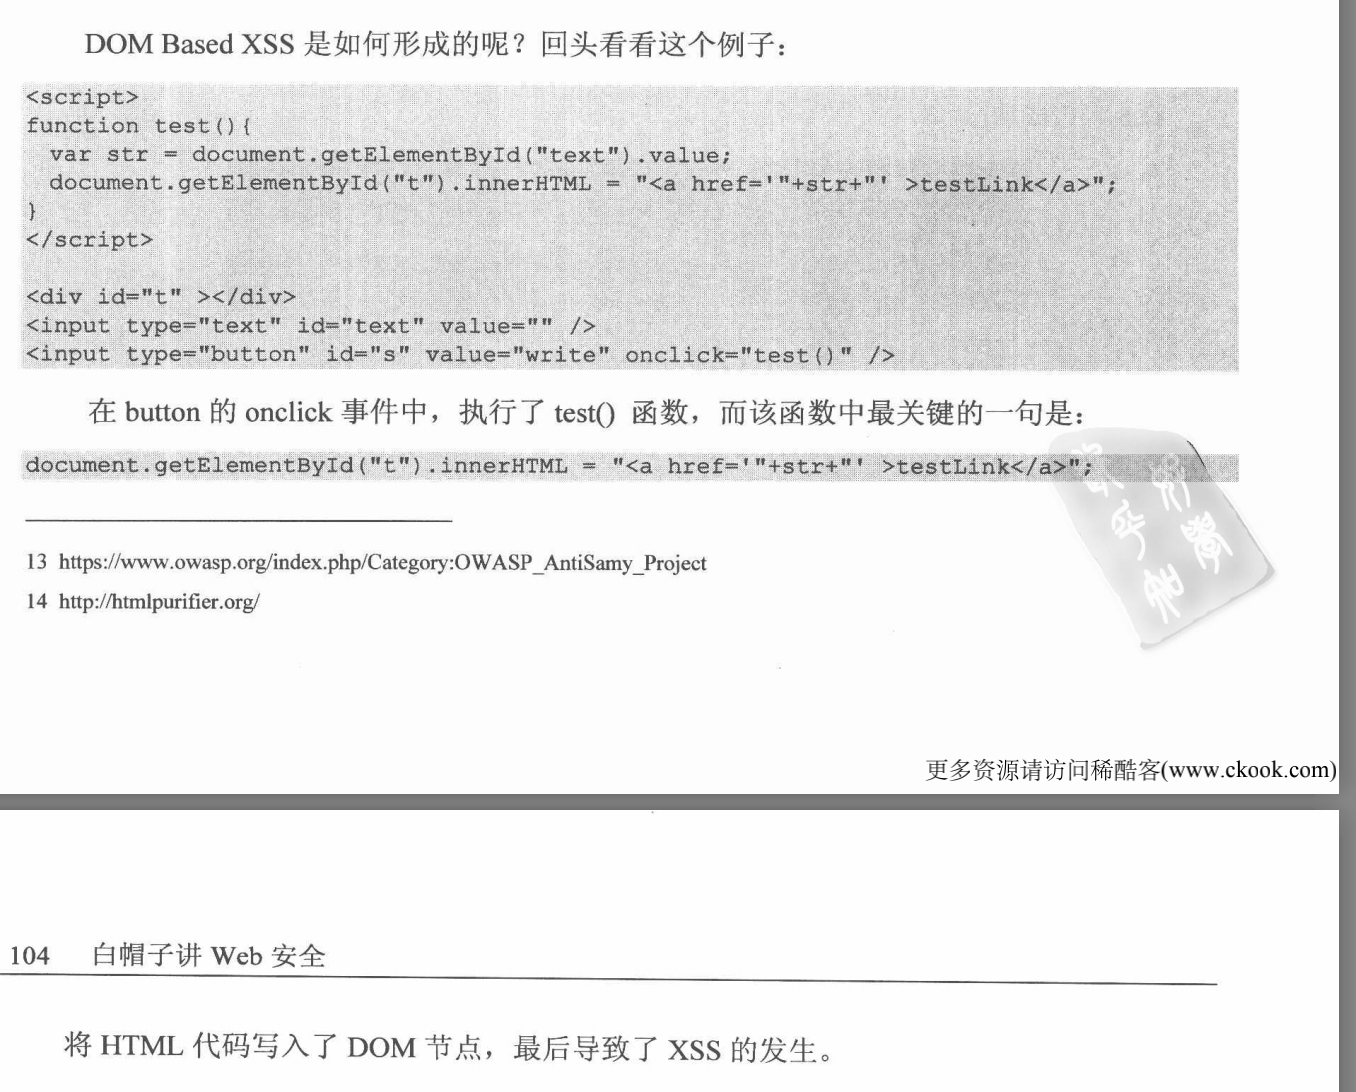 DOM Based XSS 是如何形成的呢？回头看看这个例子：
<script>
function test(){
  var str = document.getElementById("text").value;
  document.getElementById("t").innerHTML = "<a href='"+str+"' >testLink</a>";
}
</script>
<div id="t" ></div>
<input type="text" id="text" value="" />
<input type="button" id="s" value="write" onclick="test()" />
在 button 的 onclick 事件中，执行了 test() 函数，而该函数中最关键的一句是：
document.getElementById("t").innerHTML = "<a href='"+str+"' >testLink</a>";
13 https://www.owasp.org/index.php/Category:OWASP_AntiSamy_Project
14 http://htmlpurifier.org/
更多资源请访问稀酷客(www.ckook.com)
104 白帽子讲 Web 安全
将 HTML 代码写入了 DOM 节点，最后导致了 XSS 的发生。